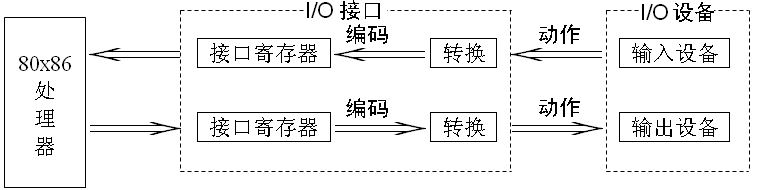 I/O 接口
I/O 设备
80x86
处
理
器
接口寄存器 编码 转换 动作 输入设备
接口寄存器 编码 转换 动作 输出设备